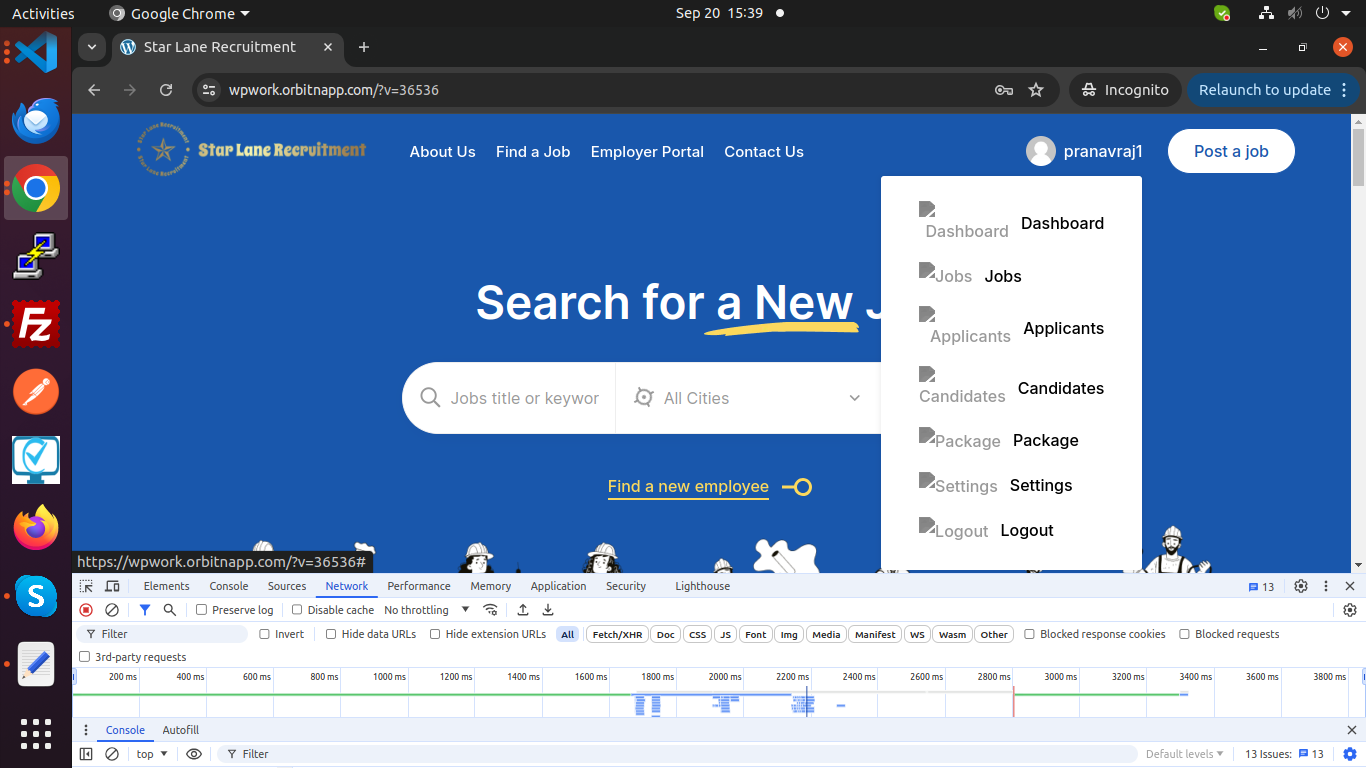 Activities
Google Chrome
Sep 20 15:39
Star Lane Recruitment
wpwork.orbitnapp.com/?v=36536
Incognito
Relaunch to update
Star Lane Recruitment
Star Lane Recruitment
About Us
Find a Job
Employer Portal
Contact Us
pranavraj1
Post a job
Dashboard
Dashboard
Jobs
Jobs
Applicants
Applicants
Candidates
Candidates
Package
Package
Settings
Settings
Logout
Logout
Search for a New J
Jobs title or keywor
All Cities
Find a new employee
https://wpwork.orbitnapp.com/?v=36536#
Elements
Console
Sources
Network
Performance
Memory
Application
Security
Lighthouse
13
Preserve log
Disable cache
No throttling
Filter
Invert
Hide data URLs
Hide extension URLs
All
Fetch/XHR
Doc
CSS
JS
Font
Img
Media
Manifest
WS
Wasm
Other
Blocked response cookies
Blocked requests
3rd-party requests
200 ms
400 ms
600 ms
800 ms
1000 ms
1200 ms
1400 ms
1600 ms
1800 ms
2000 ms
2200 ms
2400 ms
2600 ms
2800 ms
3000 ms
3200 ms
3400 ms
3600 ms
3800 ms
Console
Autofill
top
Filter
Default levels
13 Issues:
13